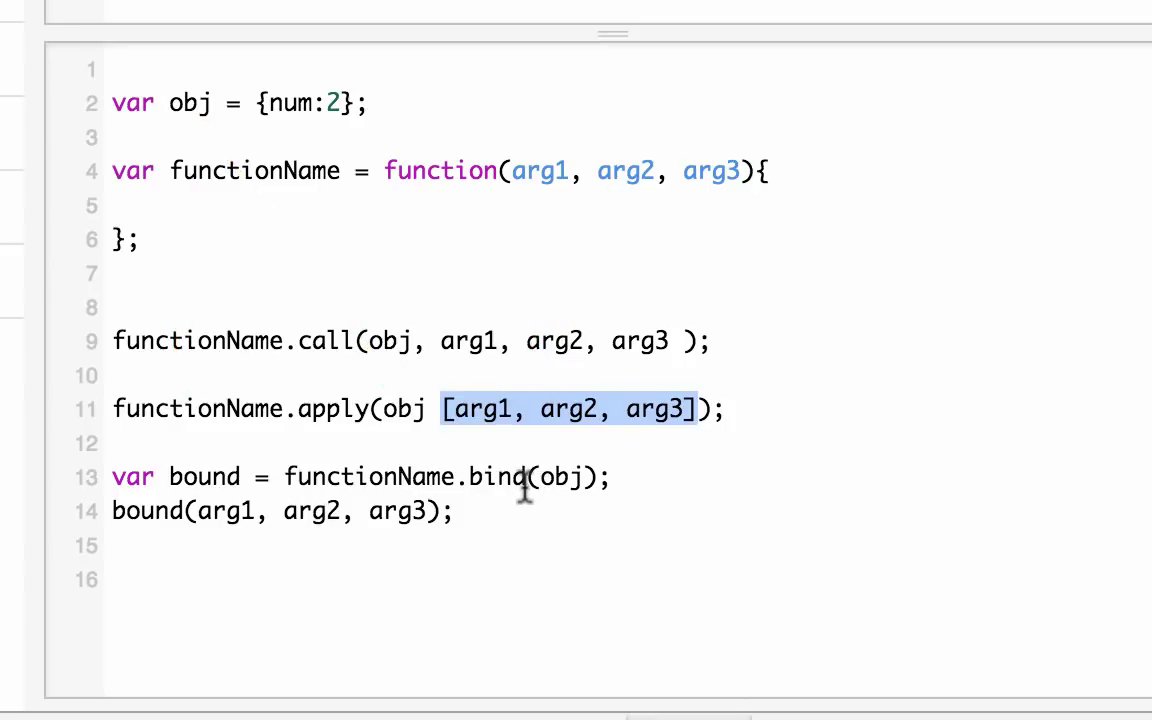 1
2 var obj = {num:2};
3
4 var functionName = function(arg1, arg2, arg3){
5
6 };
7
8
9 functionName.call(obj, arg1, arg2, arg3 );
10
11 functionName.apply(obj [arg1, arg2, arg3]);
12
13 var bound = functionName.bind(obj);
14 bound(arg1, arg2, arg3);
15
16